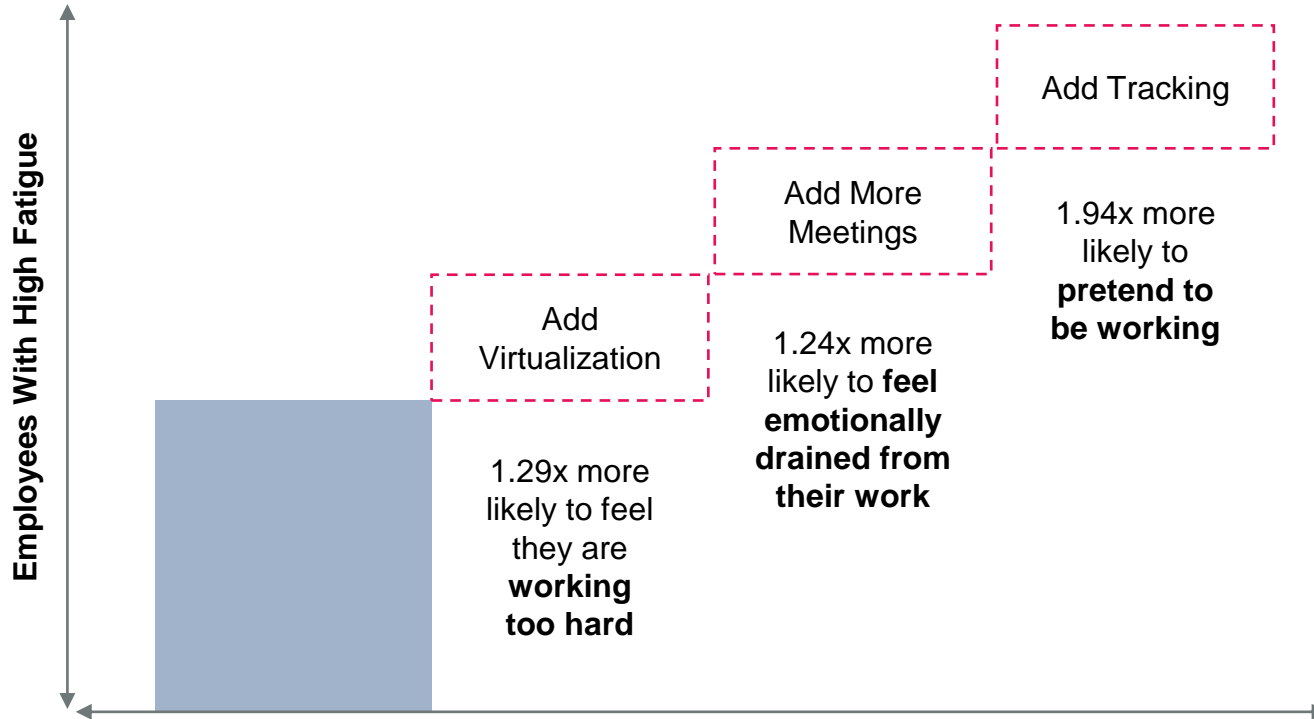 Employees With High Fatigue
Add
Virtualization
1.29x more
likely to feel
they are
working
too hard
Add More
Meetings
1.24x more
likely to feel
emotionally
drained from
their work
Add Tracking
1.94x more
likely to
pretend to
be working